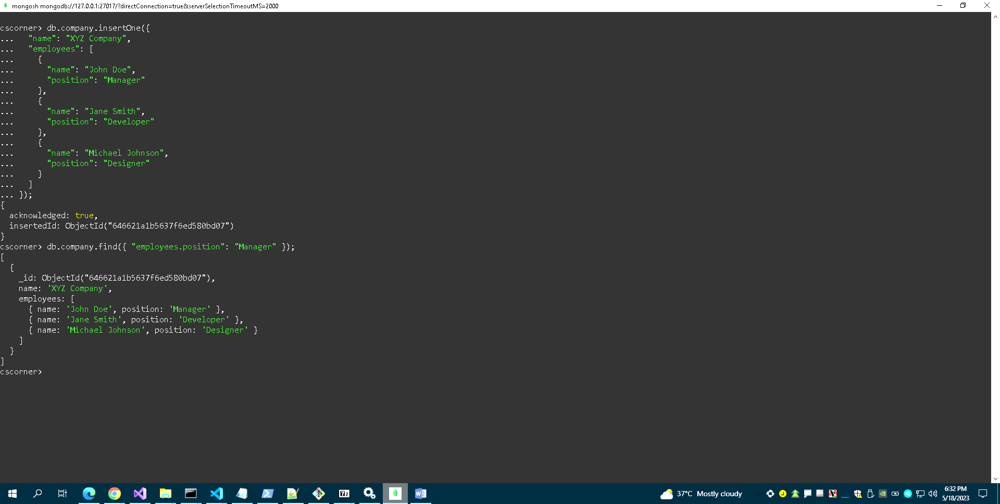 mongosh mongodb://127.0.0.1:27017/?directConnection=true&serverSelectionTimeoutMS=2000
cscorner> db.company.insertOne({
...   "name": "XYZ Company",
...   "employees": [
...     {
...       "name": "John Doe",
...       "position": "Manager"
...     },
...     {
...       "name": "Jane Smith",
...       "position": "Developer"
...     },
...     {
...       "name": "Michael Johnson",
...       "position": "Designer"
...     }
...   ]
... });
{
  acknowledged: true,
  insertedId: ObjectId("646621a1b5637f6ed580bd07")
}
cscorner> db.company.find({ "employees.position": "Manager" });
[
  {
    _id: ObjectId("646621a1b5637f6ed580bd07"),
    name: 'XYZ Company',
    employees: [
      { name: 'John Doe', position: 'Manager' },
      { name: 'Jane Smith', position: 'Developer' },
      { name: 'Michael Johnson', position: 'Designer' }
    ]
  }
]
cscorner>
37°C Mostly cloudy
6:32 PM
5/18/2023